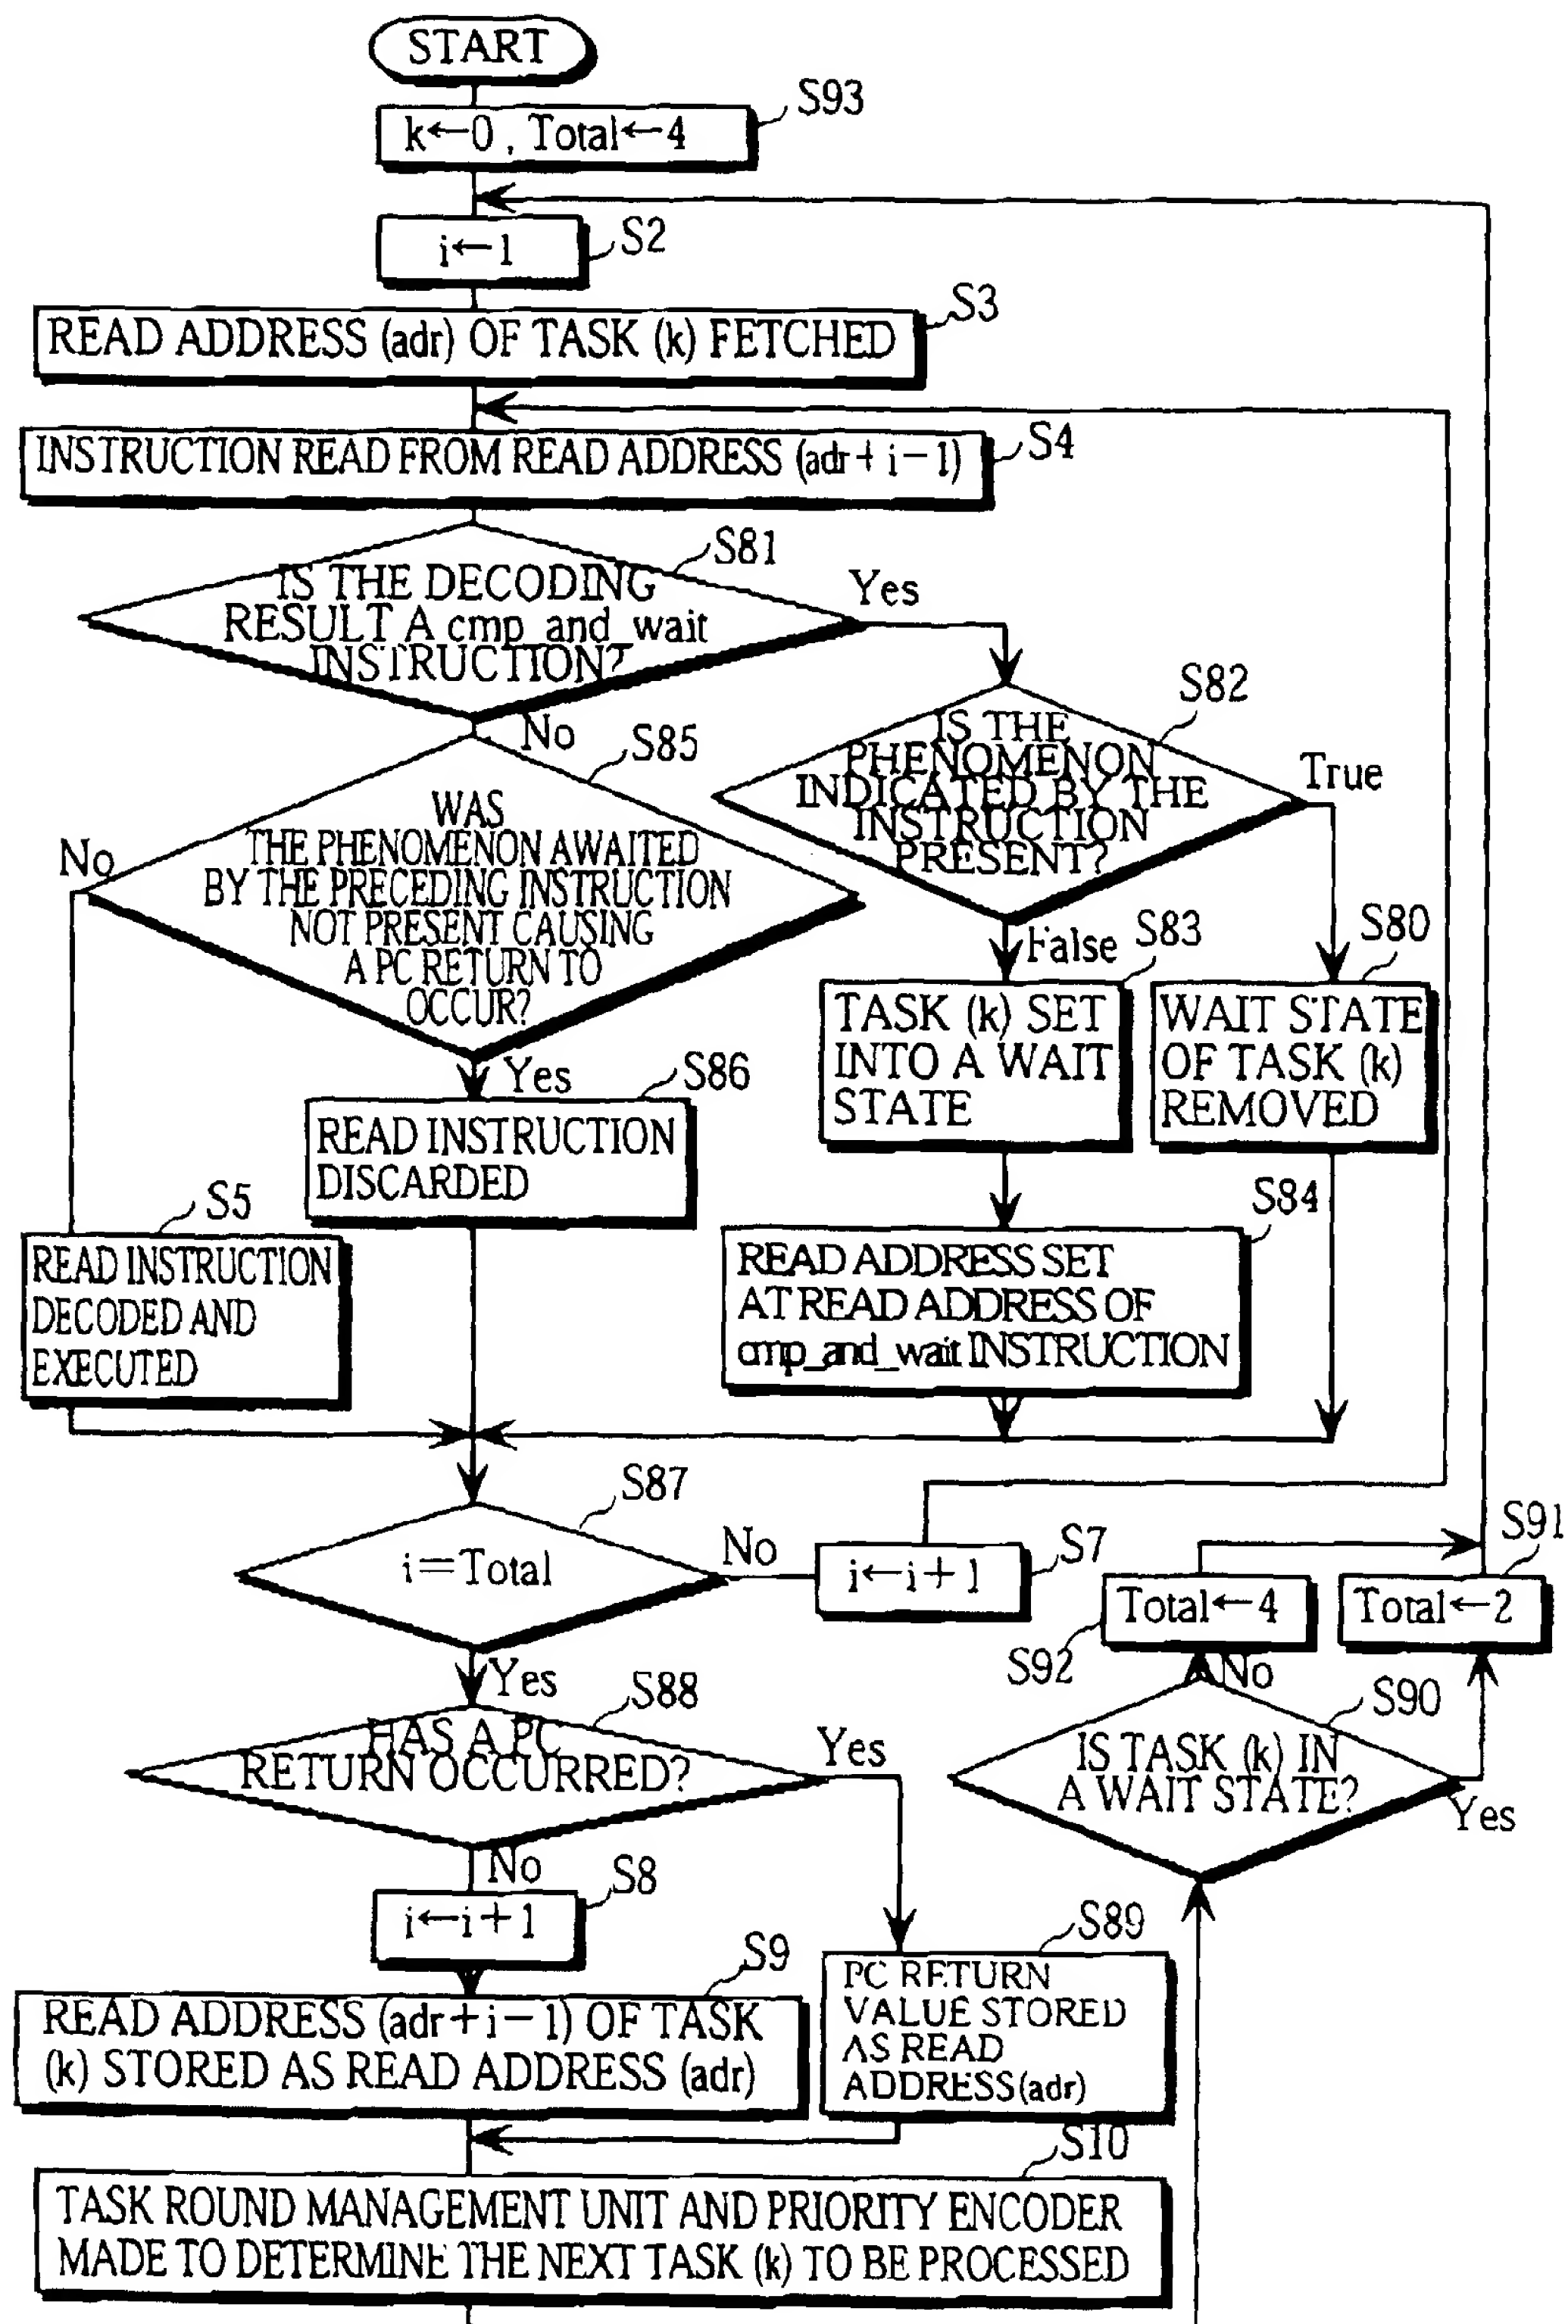 START
S93
k←0, Total←4
i←1
S2
S3
READ ADDRESS (adr) OF TASK (k) FETCHED
S4
INSTRUCTION READ FROM READ ADDRESS (adr+i-1)
S81
IS THE DECODING
RESULT A cmp_and_wait
INSTRUCTION?
Yes
No
S82
IS THE
PHENOMENON
INDICATED BY THE
INSTRUCTION
PRESENT?
True
False
S85
WAS
THE PHENOMENON AWAITED
BY THE PRECEDING INSTRUCTION
NOT PRESENT CAUSING
A PC RETURN TO
OCCUR?
No
Yes
S83
TASK (k) SET
INTO A WAIT
STATE
S80
WAIT STATE
OF TASK (k)
REMOVED
S86
READ INSTRUCTION
DISCARDED
S5
READ INSTRUCTION
DECODED AND
EXECUTED
S84
READ ADDRESS SET
AT READ ADDRESS OF
cmp_and_wait INSTRUCTION
S87
i=Total
No
Yes
S7
i←i+1
S91
Total←4
Total←2
S92
No
S90
IS TASK (k) IN
A WAIT STATE?
Yes
S88
HAS A PC
RETURN OCCURRED?
Yes
No
S8
i←i+1
S89
PC RETURN
VALUE STORED
AS READ
ADDRESS(adr)
S9
READ ADDRESS (adr+i-1) OF TASK
(k) STORED AS READ ADDRESS (adr)
S10
TASK ROUND MANAGEMENT UNIT AND PRIORITY ENCODER
MADE TO DETERMINE THE NEXT TASK (k) TO BE PROCESSED